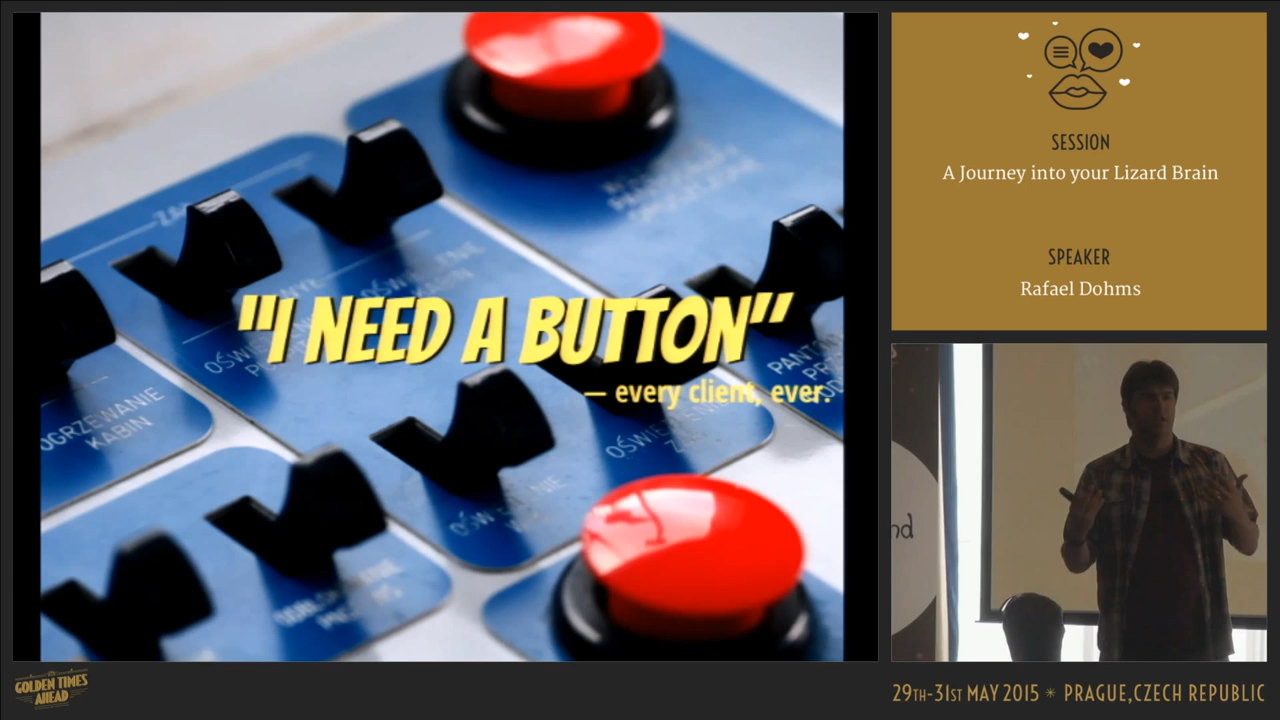 "I NEED A BUTTON"
— every client, ever.
OGRZEWANIE
KABIN
SESSION
A Journey into your Lizard Brain
SPEAKER
Rafael Dohms
nd
GOLDEN TIMES
AHEAD
29TH-31ST MAY 2015 * PRAGUE,CZECH REPUBLIC